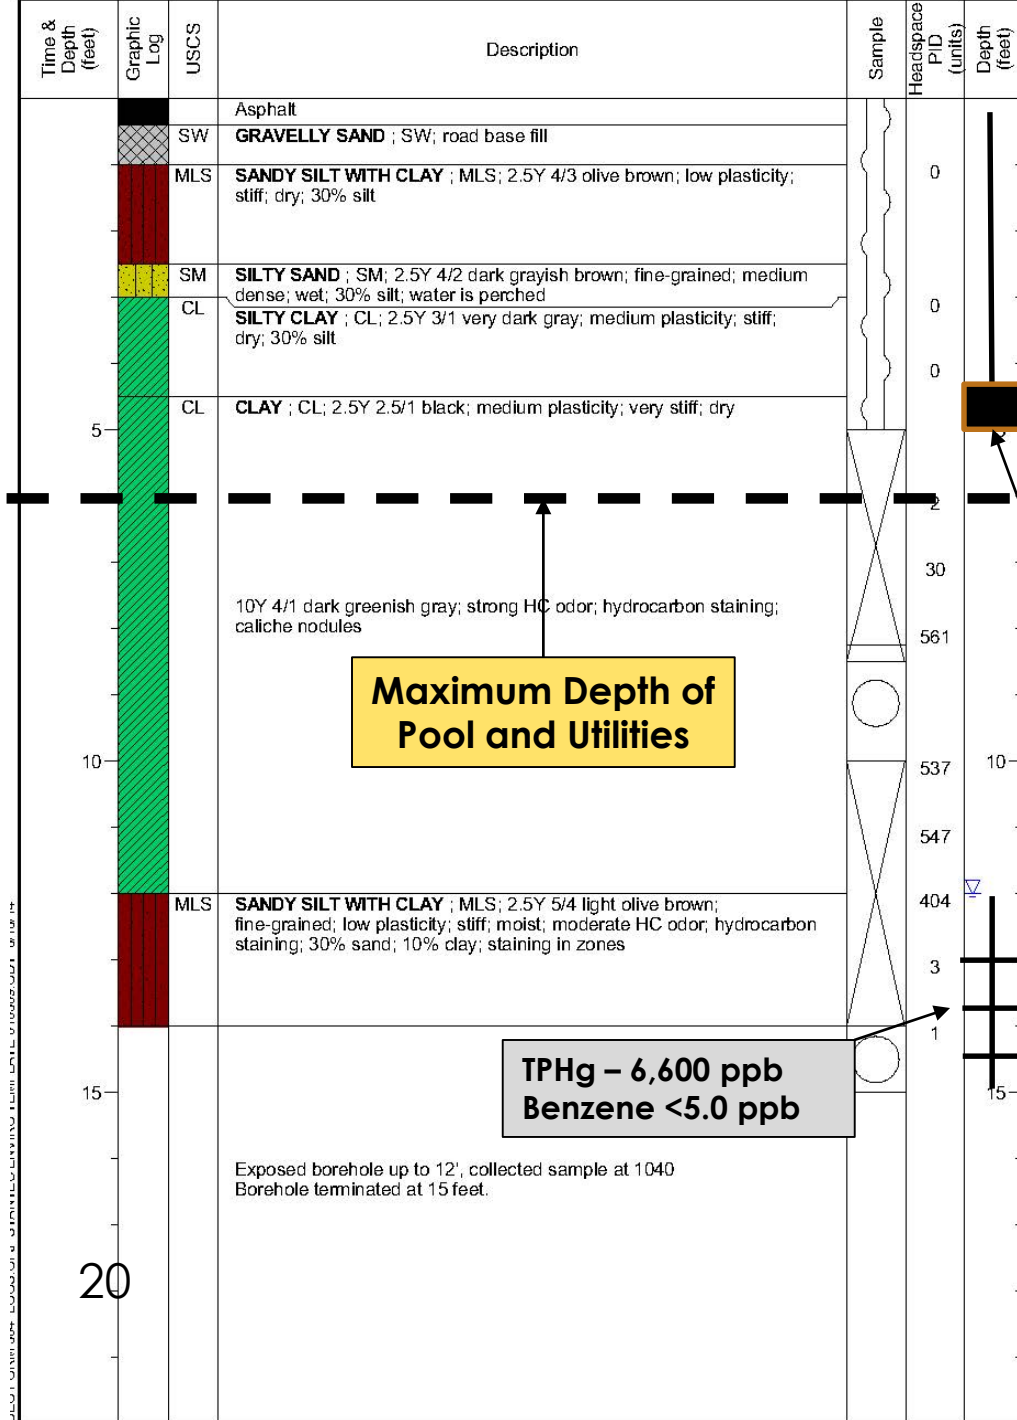 Time &
Depth
(feet)
Graphic
Log
USCS
Description
Sample
Headspace
PID
(units)
Depth
(feet)
Asphalt
SW GRAVELLY SAND ; SW; road base fill
MLS SANDY SILT WITH CLAY ; MLS; 2.5Y 4/3 olive brown; low plasticity;
stiff; dry; 30% silt
0
SM SILTY SAND ; SM; 2.5Y 4/2 dark grayish brown; fine-grained; medium
dense; wet; 30% silt; water is perched
0
CL SILTY CLAY ; CL; 2.5Y 3/1 very dark gray; medium plasticity; stiff;
dry; 30% silt
0
CL CLAY ; CL; 2.5Y 2.5/1 black; medium plasticity; very stiff; dry
5
2
30
10Y 4/1 dark greenish gray; strong HC odor; hydrocarbon staining;
caliche nodules
561
Maximum Depth of
Pool and Utilities
10
537
10
547
MLS SANDY SILT WITH CLAY ; MLS; 2.5Y 5/4 light olive brown;
fine-grained; low plasticity; stiff; moist; moderate HC odor; hydrocarbon
staining; 30% sand; 10% clay; staining in zones
404
3
1
TPHg – 6,600 ppb
Benzene <5.0 ppb
15
15
Exposed borehole up to 12', collected sample at 1040
Borehole terminated at 15 feet.
20